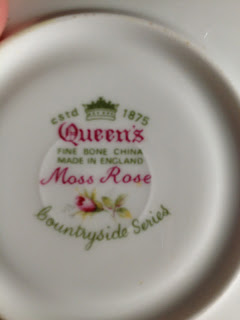 estd 1875
Queen's
FINE BONE CHINA
MADE IN ENGLAND
Moss Rose
Countryside Series